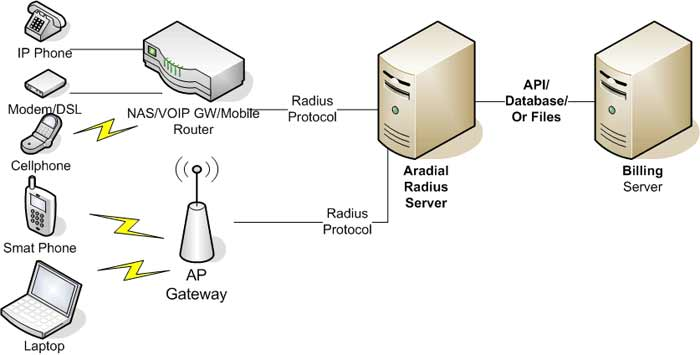 IP Phone
Modem/DSL
Cellphone
Smat Phone
Laptop
NAS/VOIP GW/Mobile
Router
AP
Gateway
Radius
Protocol
Radius
Protocol
Aradial
Radius
Server
API/
Database/
Or Files
Billing
Server